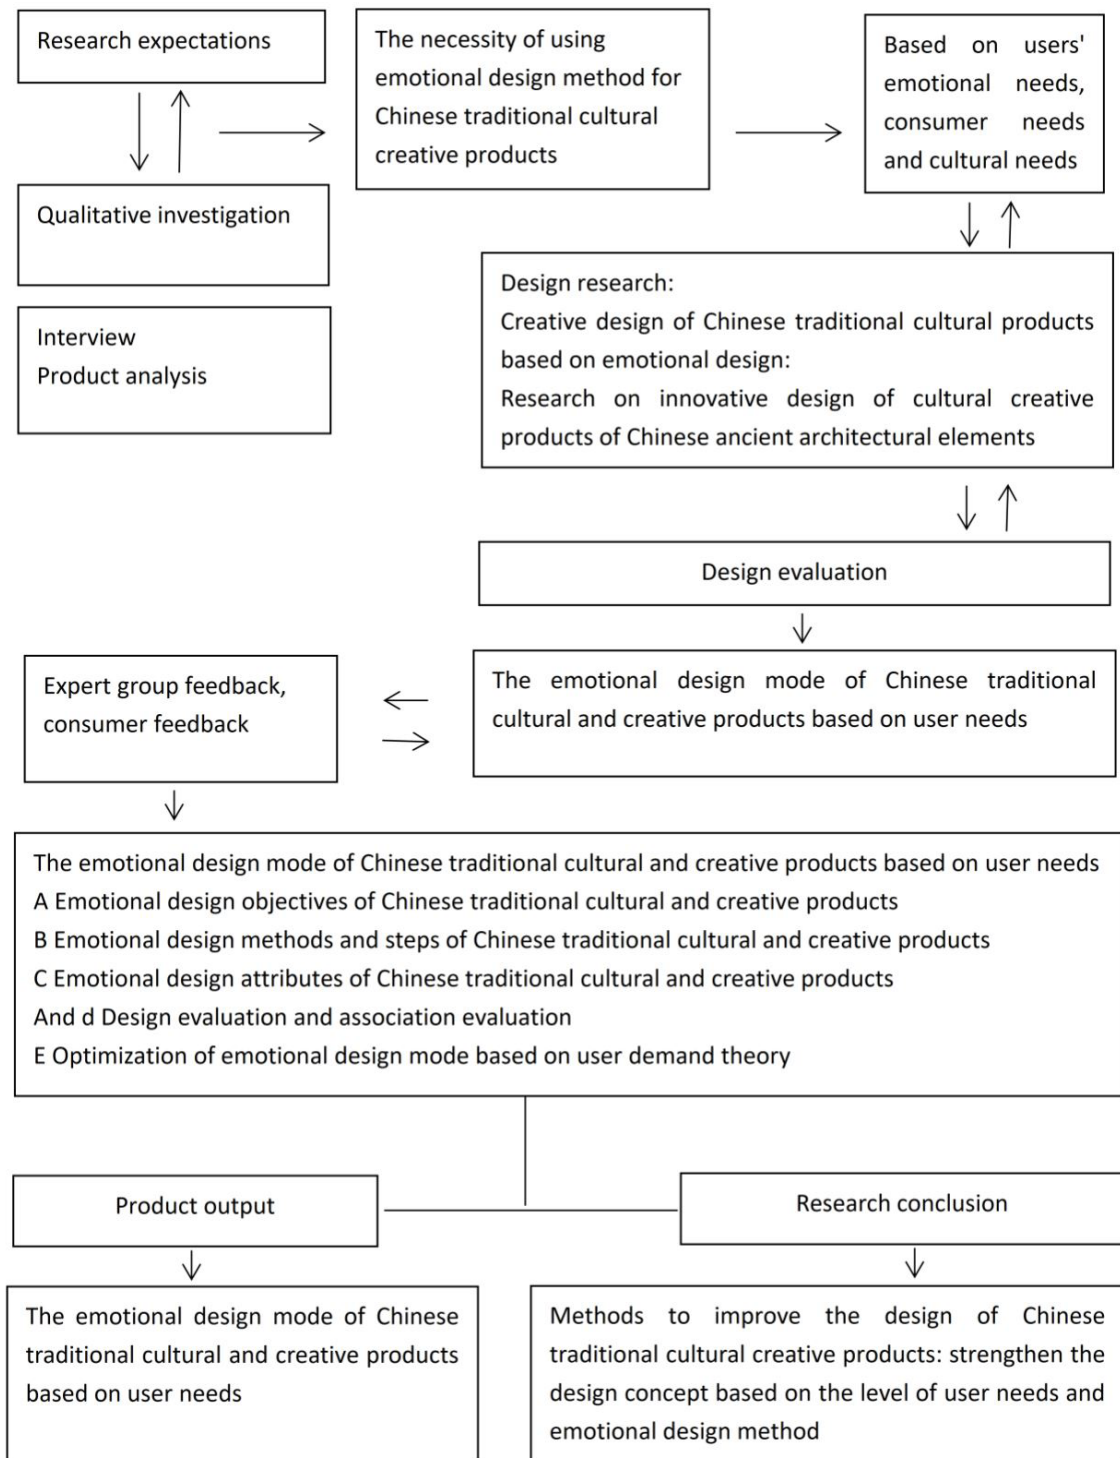 Research expectations
The necessity of using
emotional design method for
Chinese traditional cultural
creative products
Based on users'
emotional needs,
consumer needs
and cultural needs
Qualitative investigation
Interview
Product analysis
Design research:
Creative design of Chinese traditional cultural products
based on emotional design:
Research on innovative design of cultural creative
products of Chinese ancient architectural elements
Design evaluation
Expert group feedback,
consumer feedback
The emotional design mode of Chinese traditional
cultural and creative products based on user needs
The emotional design mode of Chinese traditional cultural and creative products based on user needs
A Emotional design objectives of Chinese traditional cultural and creative products
B Emotional design methods and steps of Chinese traditional cultural and creative products
C Emotional design attributes of Chinese traditional cultural and creative products
And d Design evaluation and association evaluation
E Optimization of emotional design mode based on user demand theory
Product output
Research conclusion
The emotional design mode of Chinese
traditional cultural and creative products
based on user needs
Methods to improve the design of Chinese
traditional cultural creative products: strengthen the
design concept based on the level of user needs and
emotional design method